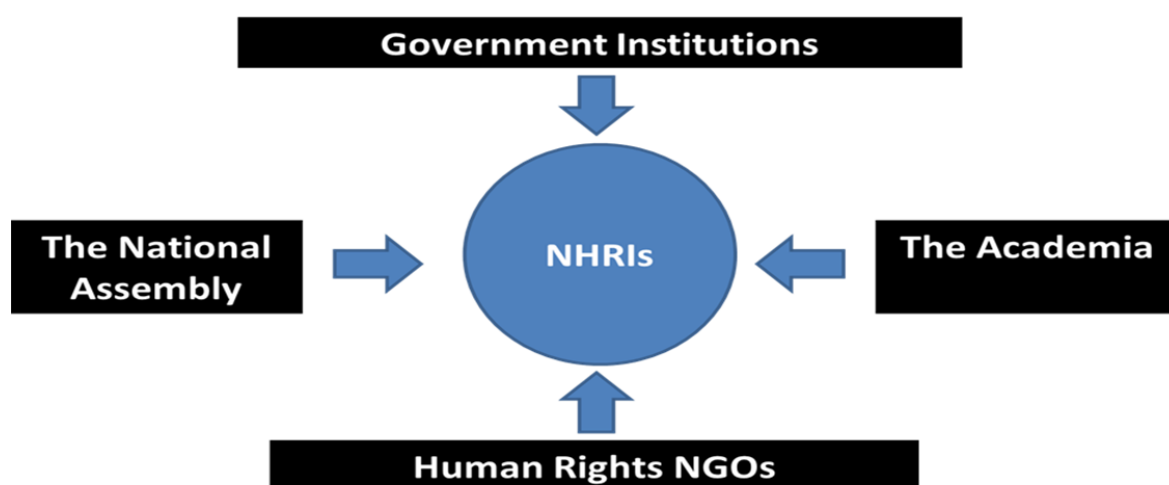 Government Institutions
The National
Assembly
NHRIs
The Academia
Human Rights NGOs